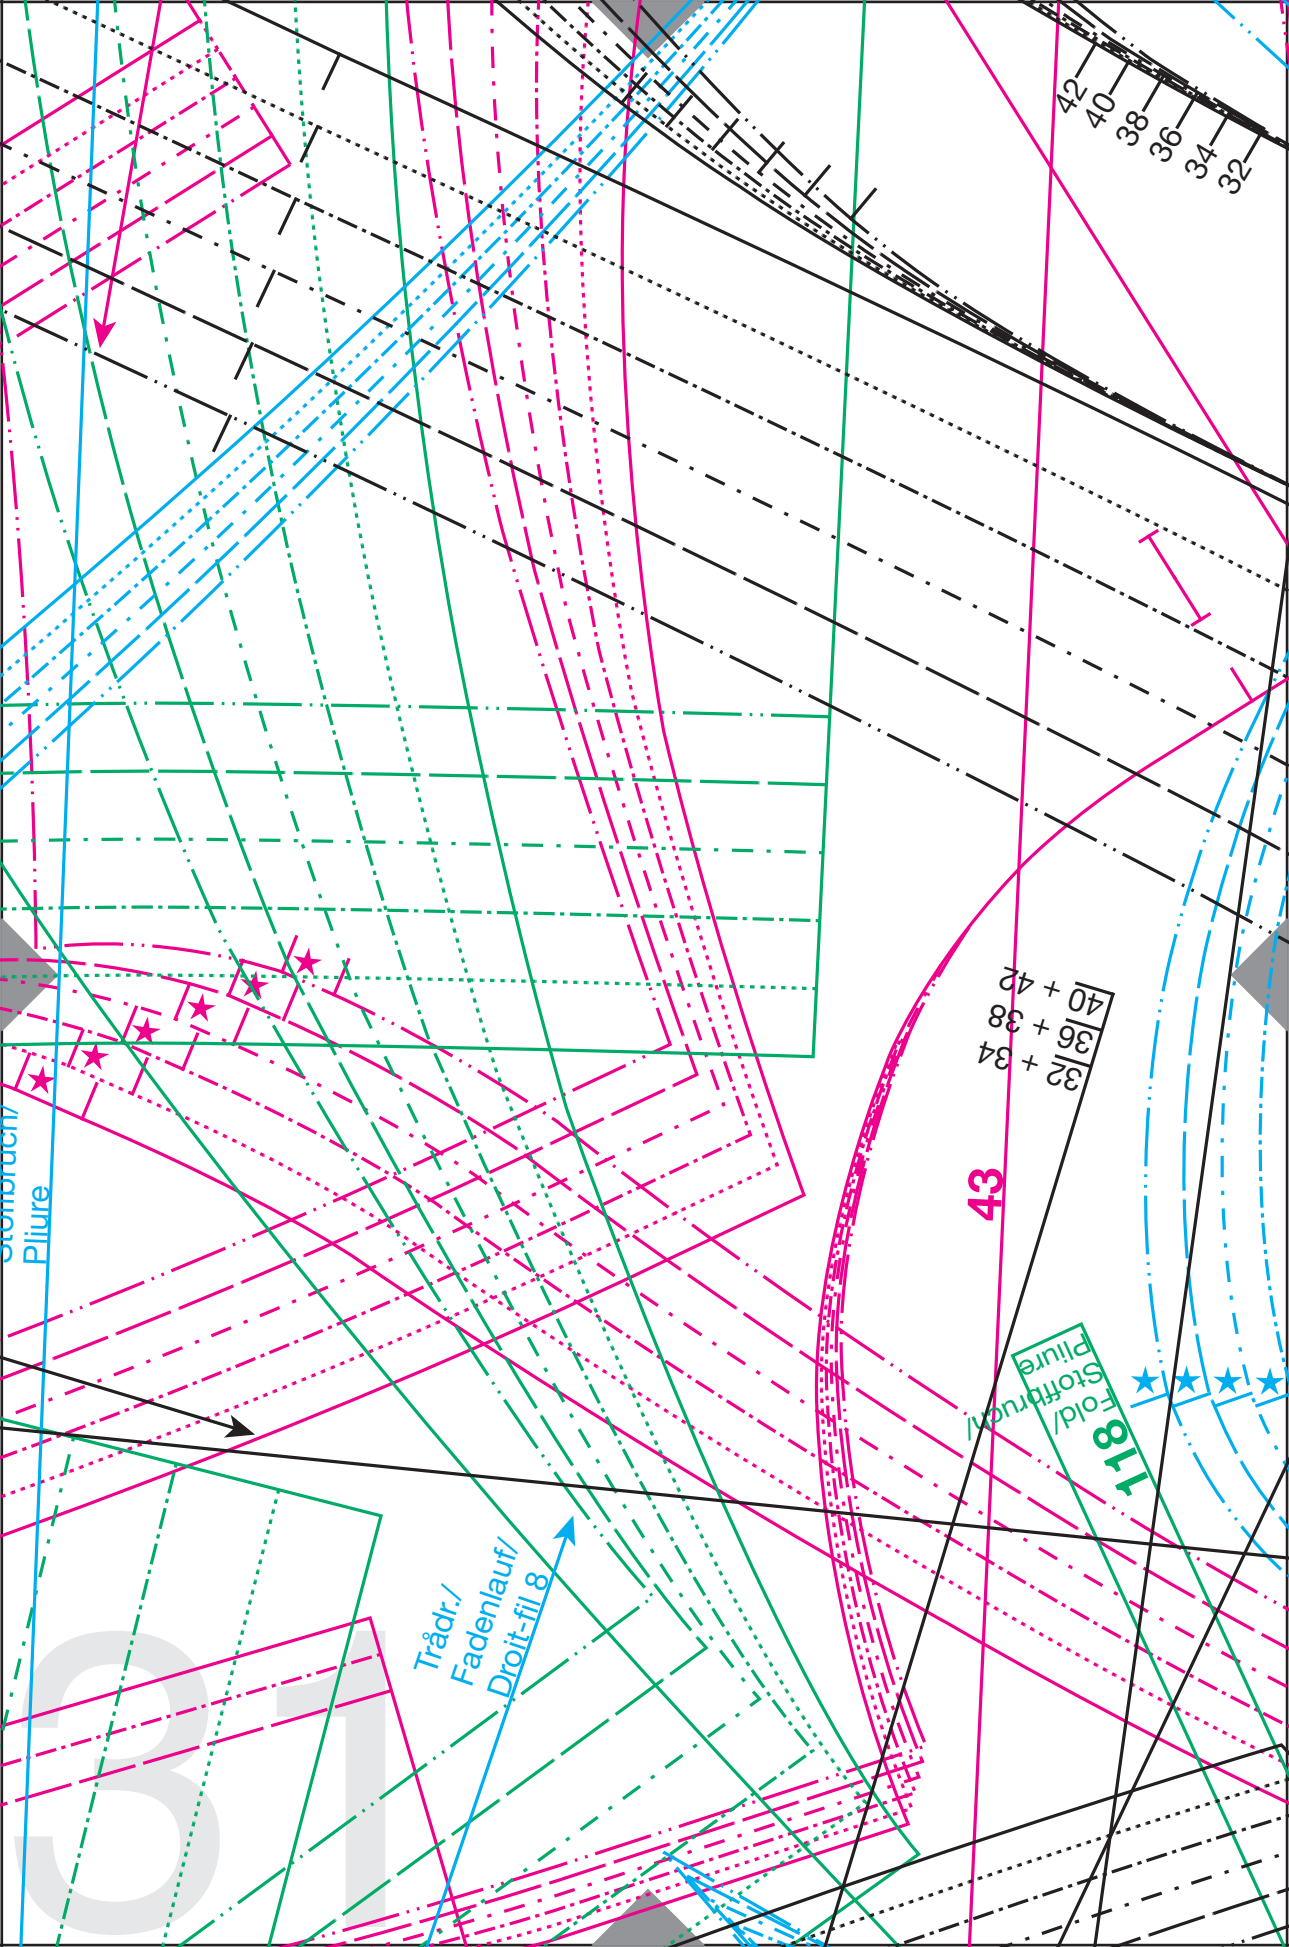 42
40
38
36
34
32
40 + 42
36 + 38
32 + 34
43
Stoffbruch/
Pliure
Fold/
Stoffbruch/
Pliure
118
Trådr./
Fadenlauf/
Droit-fil 8
31